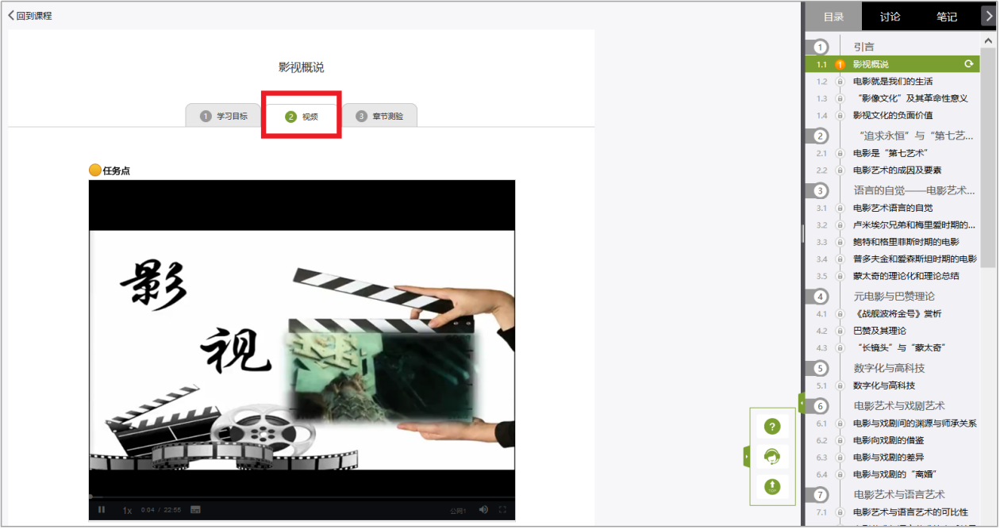 回到课程
影视概说
1 学习目标
2 视频
3 章节测验
任务点
影
视
1x 0:04 / 22:55
公网1
目录
讨论
笔记
1 引言
1.1 1 影视概说
1.2 电影就是我们的生活
1.3 “影像文化”及其革命性意义
1.4 影视文化的负面价值
2 “追求永恒”与“第七艺...
2.1 电影是“第七艺术”
2.2 电影艺术的成因及要素
3 语言的自觉——电影艺术...
3.1 电影艺术语言的自觉
3.2 卢米埃尔兄弟和梅里爱时期的...
3.3 鲍特和格里菲斯时期的电影
3.4 普多夫金和爱森斯坦时期的电影
3.5 蒙太奇的理论化和理论总结
4 元电影与巴赞理论
4.1 《战舰波将金号》赏析
4.2 巴赞及其理论
4.3 “长镜头”与“蒙太奇”
5 数字化与高科技
5.1 数字化与高科技
6 电影艺术与戏剧艺术
6.1 电影与戏剧间的渊源与师承关系
6.2 电影向戏剧的借鉴
6.3 电影与戏剧的差异
6.4 电影与戏剧的“离婚”
7 电影艺术与语言艺术
7.1 电影艺术与语言艺术的可比性
?
TOP